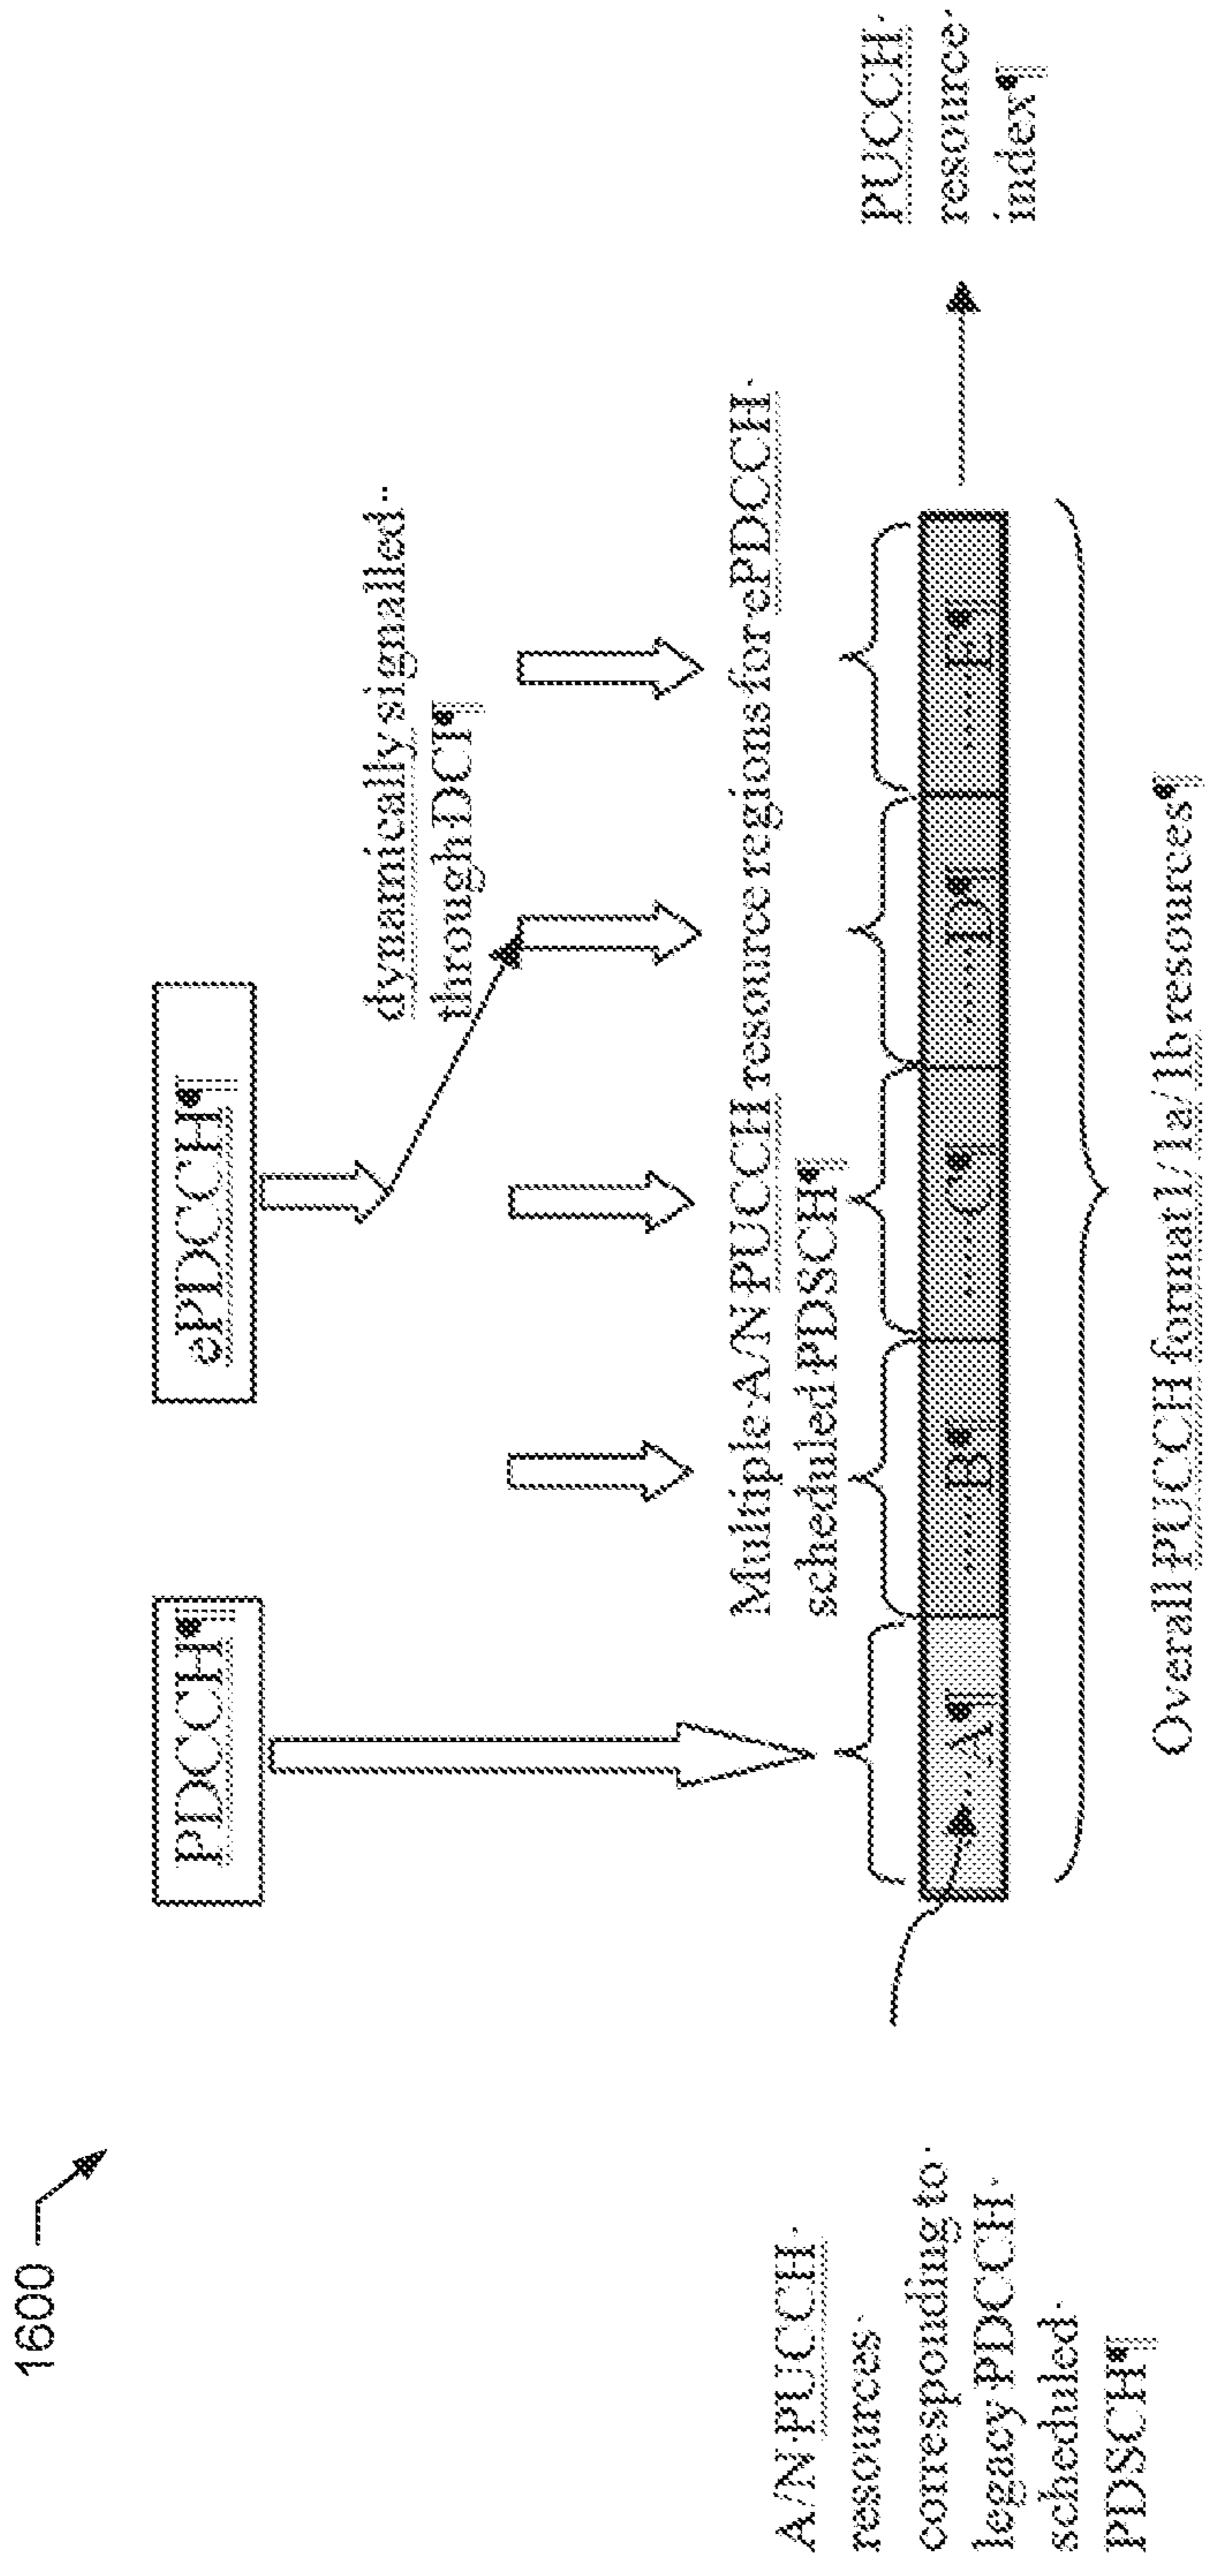 1600
PDCCH¶
ePDCCH¶
dynamically signalled
through DCI¶
Multiple A/N PUCCH resource regions for ePDCCH
scheduled PDSCH¶
A/N PUCCH
resources
corresponding to
legacy PDCCH
scheduled
PDSCH¶
A¶
B¶
C¶
D¶
E¶
PUCCH
resource
index¶
Overall PUCCH format 1/1a/1b resources¶